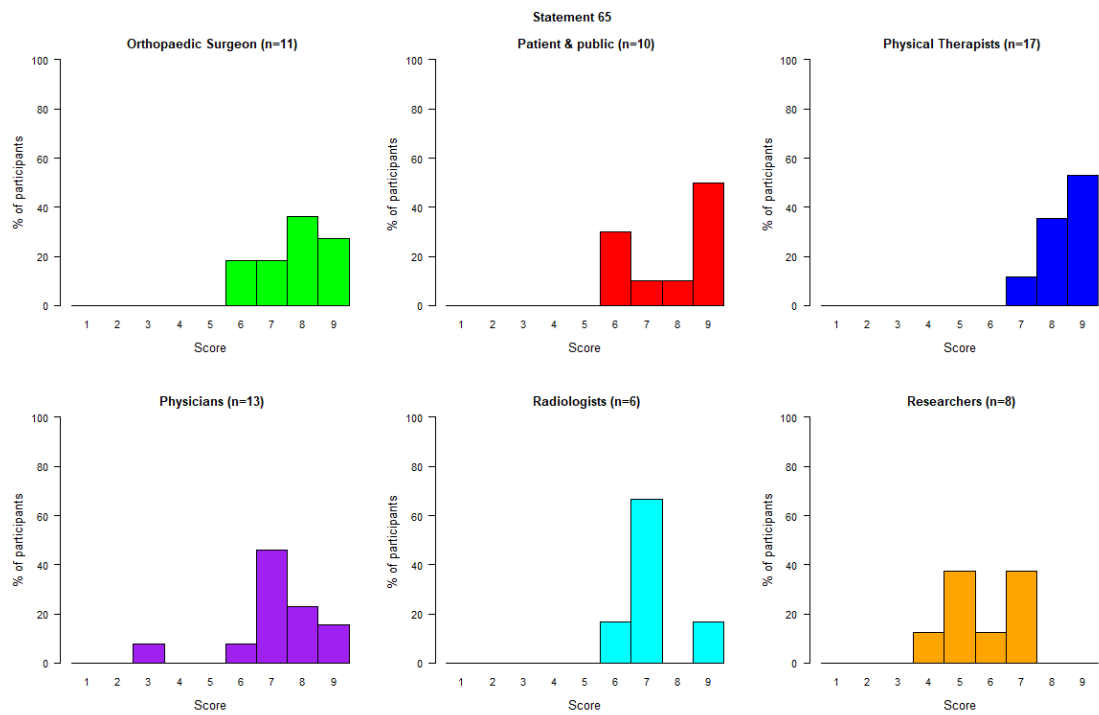 Statement 65
Orthopaedic Surgeon (n=11)
100
80
60
40
20
0
% of participants
1 2 3 4 5 6 7 8 9
Score
Patient & public (n=10)
100
80
60
40
20
0
% of participants
1 2 3 4 5 6 7 8 9
Score
Physical Therapists (n=17)
100
80
60
40
20
0
% of participants
1 2 3 4 5 6 7 8 9
Score
Physicians (n=13)
100
80
60
40
20
0
% of participants
1 2 3 4 5 6 7 8 9
Score
Radiologists (n=6)
100
80
60
40
20
0
% of participants
1 2 3 4 5 6 7 8 9
Score
Researchers (n=8)
100
80
60
40
20
0
% of participants
1 2 3 4 5 6 7 8 9
Score